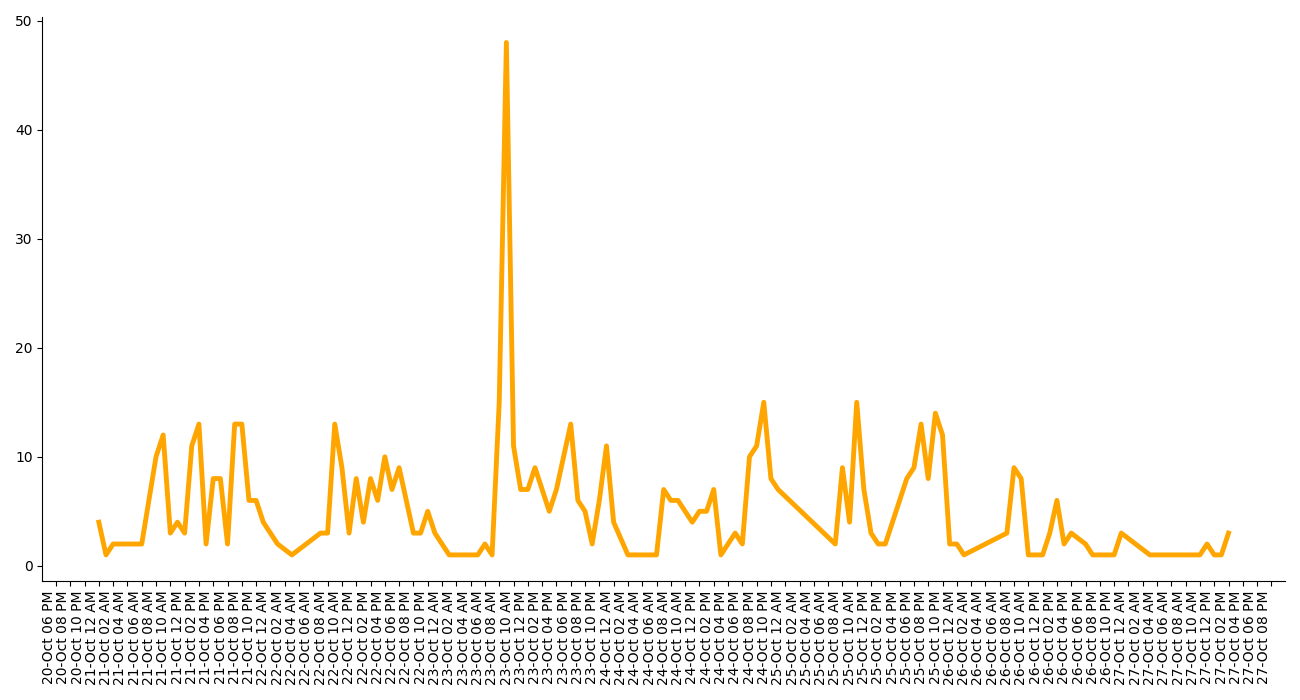 50
40
30
20
10
0
20-Oct 06 PM
20-Oct 08 PM
20-Oct 10 PM
21-Oct 12 AM
21-Oct 02 AM
21-Oct 04 AM
21-Oct 06 AM
21-Oct 08 AM
21-Oct 10 AM
21-Oct 12 PM
21-Oct 02 PM
21-Oct 04 PM
21-Oct 06 PM
21-Oct 08 PM
21-Oct 10 PM
22-Oct 12 AM
22-Oct 02 AM
22-Oct 04 AM
22-Oct 06 AM
22-Oct 08 AM
22-Oct 10 AM
22-Oct 12 PM
22-Oct 02 PM
22-Oct 04 PM
22-Oct 06 PM
22-Oct 08 PM
22-Oct 10 PM
23-Oct 12 AM
23-Oct 02 AM
23-Oct 04 AM
23-Oct 06 AM
23-Oct 08 AM
23-Oct 10 AM
23-Oct 12 PM
23-Oct 02 PM
23-Oct 04 PM
23-Oct 06 PM
23-Oct 08 PM
23-Oct 10 PM
24-Oct 12 AM
24-Oct 02 AM
24-Oct 04 AM
24-Oct 06 AM
24-Oct 08 AM
24-Oct 10 AM
24-Oct 12 PM
24-Oct 02 PM
24-Oct 04 PM
24-Oct 06 PM
24-Oct 08 PM
24-Oct 10 PM
25-Oct 12 AM
25-Oct 02 AM
25-Oct 04 AM
25-Oct 06 AM
25-Oct 08 AM
25-Oct 10 AM
25-Oct 12 PM
25-Oct 02 PM
25-Oct 04 PM
25-Oct 06 PM
25-Oct 08 PM
25-Oct 10 PM
26-Oct 12 AM
26-Oct 02 AM
26-Oct 04 AM
26-Oct 06 AM
26-Oct 08 AM
26-Oct 10 AM
26-Oct 12 PM
26-Oct 02 PM
26-Oct 04 PM
26-Oct 06 PM
26-Oct 08 PM
26-Oct 10 PM
27-Oct 12 AM
27-Oct 02 AM
27-Oct 04 AM
27-Oct 06 AM
27-Oct 08 AM
27-Oct 10 AM
27-Oct 12 PM
27-Oct 02 PM
27-Oct 04 PM
27-Oct 06 PM
27-Oct 08 PM